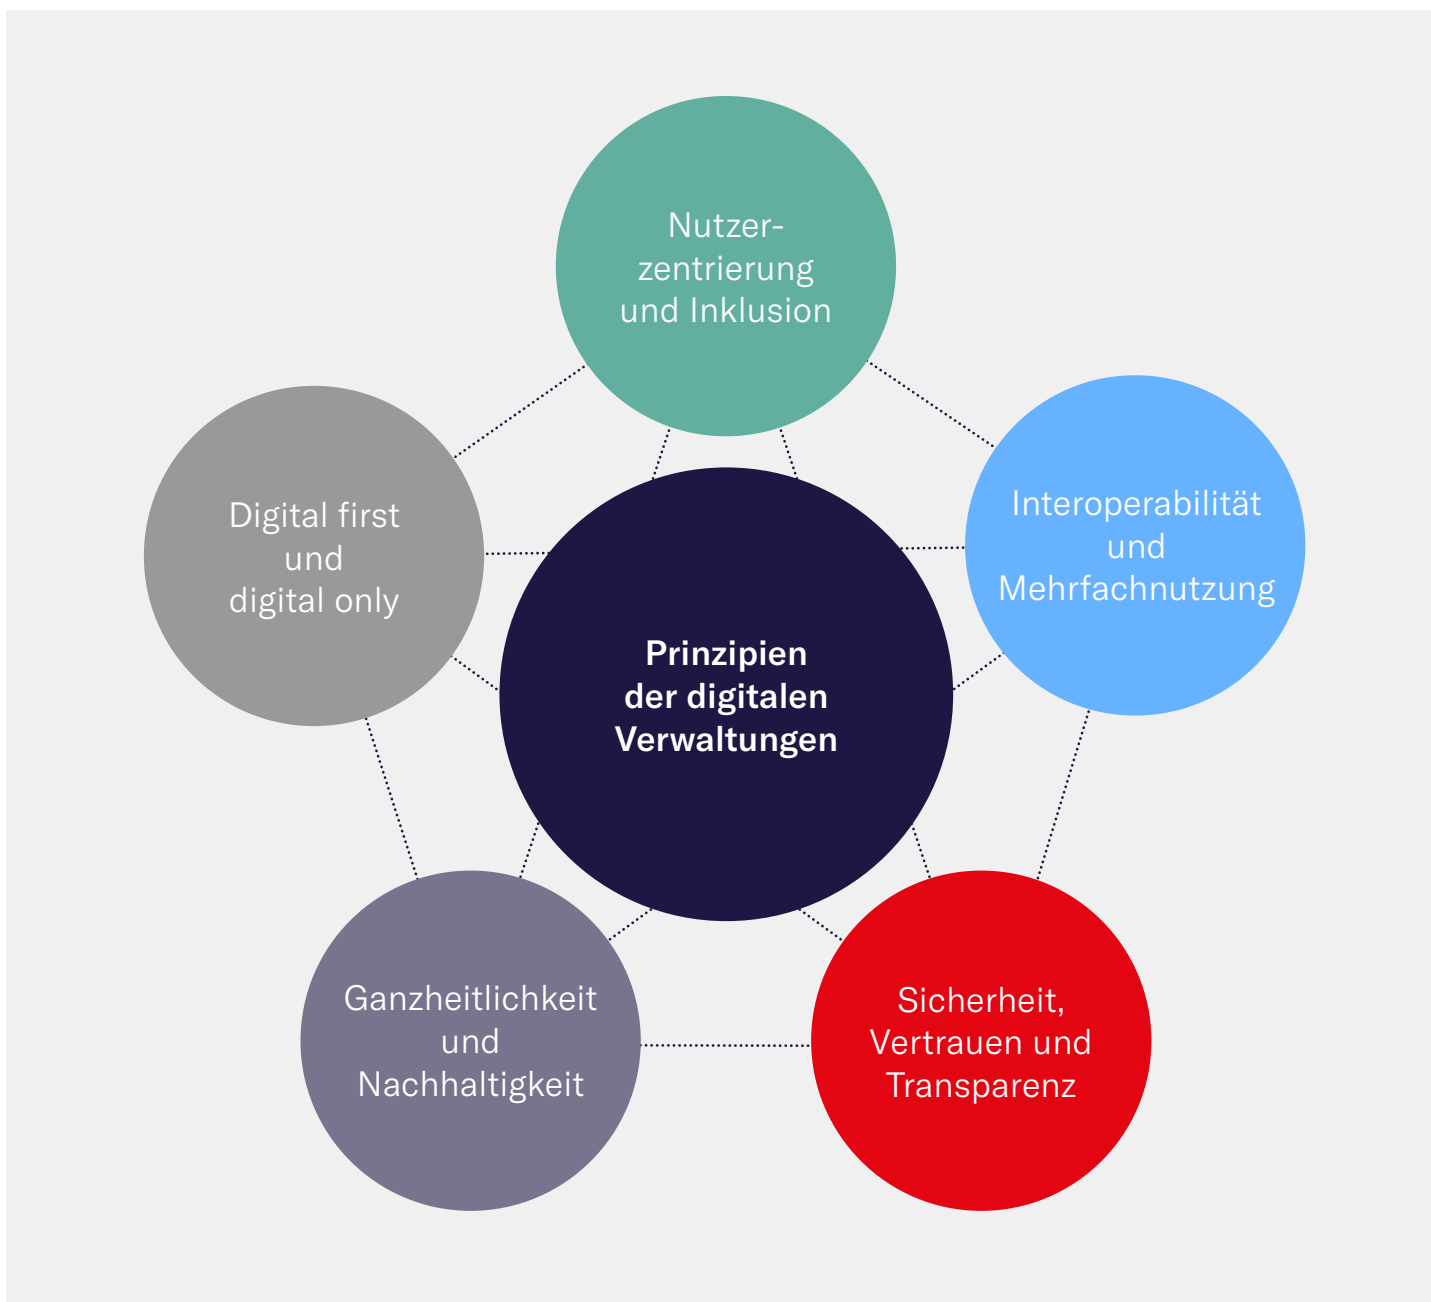 Nutzer-
zentrierung
und Inklusion
Digital first
und
digital only
Interoperabilität
und
Mehrfachnutzung
Prinzipien
der digitalen
Verwaltungen
Ganzheitlichkeit
und
Nachhaltigkeit
Sicherheit,
Vertrauen und
Transparenz